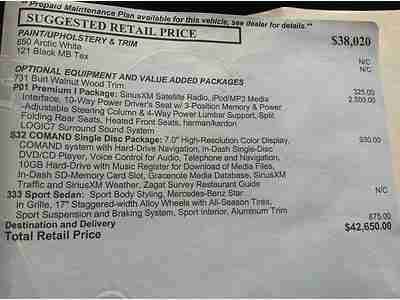 ** Prepaid Maintenance Plan available for this vehicle, see dealer for details.**
SUGGESTED RETAIL PRICE $38,020
PAINT/UPHOLSTERY & TRIM
650 Arctic White N/C
121 Black MB Tex N/C
OPTIONAL EQUIPMENT AND VALUE ADDED PACKAGES
731 Burl Walnut Wood Trim 325.00
P01 Premium I Package: SiriusXM Satellite Radio, iPod/MP3 Media 2,500.00
Interface, 10-Way Power Driver's Seat w/ 3-Position Memory & Power
Adjustable Steering Column & 4-Way Power Lumbar Support, Split
Folding Rear Seats, Heated Front Seats, harman/kardon
LOGIC7 Surround Sound System
S32 COMAND Single Disc Package: 7.0" High-Resolution Color Display, 930.00
COMAND system with Hard-Drive Navigation, In-Dash Single-Disc
DVD/CD Player, Voice Control for Audio, Telephone and Navigation,
10GB Hard-Drive with Music Register for Download of Media Files,
In-Dash SD-Memory Card Slot, Gracenote Media Database, SiriusXM
Traffic and SiriusXM Weather, Zagat Survey Restaurant Guide
333 Sport Sedan: Sport Body Styling, Mercedes-Benz Star N/C
In Grille, 17" Staggered-width Alloy Wheels with All-Season Tires,
Sport Suspension and Braking System, Sport Interior, Aluminum Trim
Destination and Delivery 875.00
Total Retail Price $42,650.00